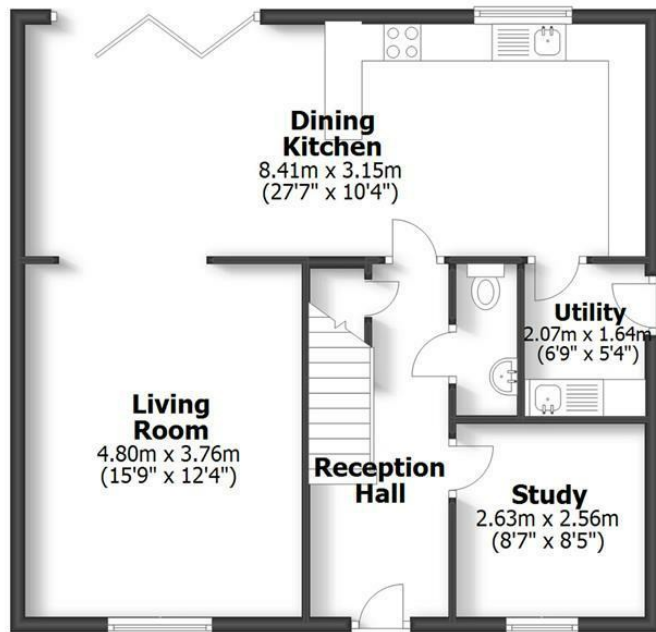 Dining
Kitchen
8.41m x 3.15m
(27'7" x 10'4")
Utility
2.07m x 1.64m
(6'9" x 5'4")
Living
Room
4.80m x 3.76m
(15'9" x 12'4")
Reception
Hall
Study
2.63m x 2.56m
(8'7" x 8'5")